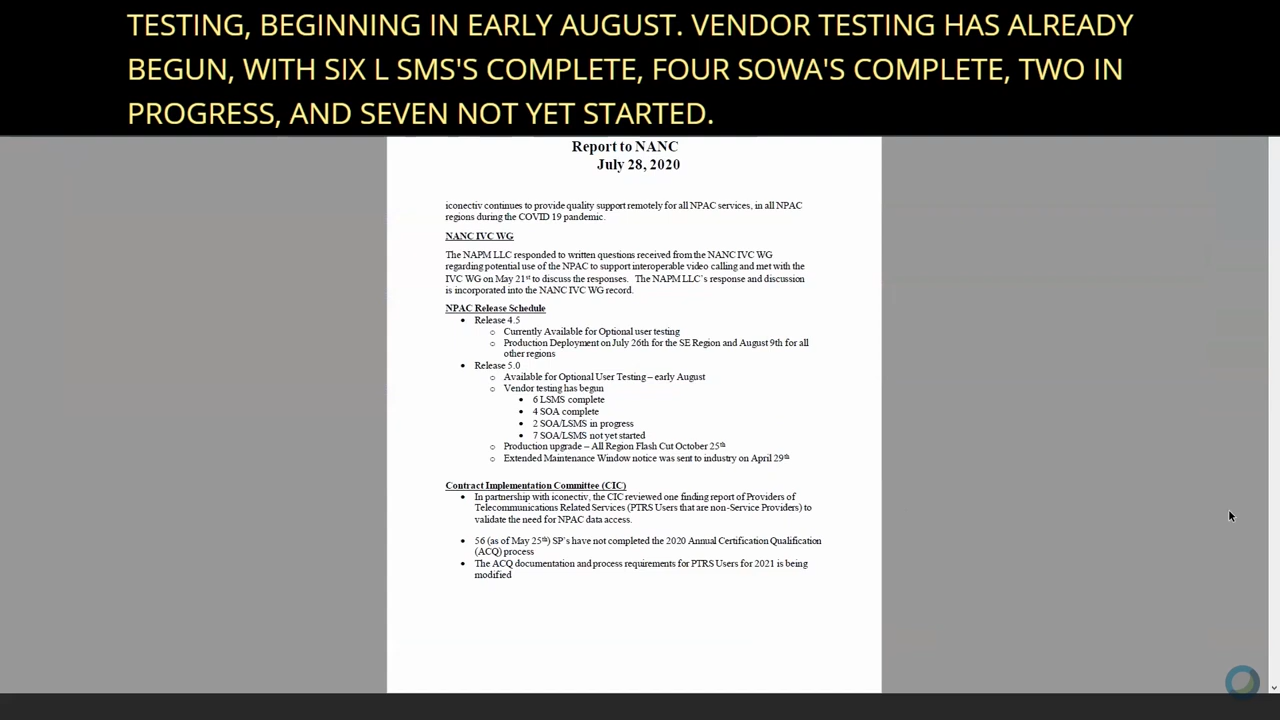 TESTING, BEGINNING IN EARLY AUGUST. VENDOR TESTING HAS ALREADY
BEGUN, WITH SIX L SMS'S COMPLETE, FOUR SOWA'S COMPLETE, TWO IN
PROGRESS, AND SEVEN NOT YET STARTED.
Report to NANC
July 28, 2020
iconectiv continues to provide quality support remotely for all NPAC services, in all NPAC
regions during the COVID 19 pandemic.
NANC IVC WG
The NAPM LLC responded to written questions received from the NANC IVC WG
regarding potential use of the NPAC to support interoperable video calling and met with the
IVC WG on May 21st to discuss the responses. The NAPM LLC's response and discussion
is incorporated into the NANC IVC WG record.
NPAC Release Schedule
• Release 4.5
o Currently Available for Optional user testing
o Production Deployment on July 26th for the SE Region and August 9th for all
other regions
• Release 5.0
o Available for Optional User Testing – early August
o Vendor testing has begun
• 6 LSMS complete
• 4 SOA complete
• 2 SOA/LSMS in progress
• 7 SOA/LSMS not yet started
o Production upgrade – All Region Flash Cut October 25th
o Extended Maintenance Window notice was sent to industry on April 29th
Contract Implementation Committee (CIC)
• In partnership with iconectiv, the CIC reviewed one finding report of Providers of
Telecommunications Related Services (PTRS Users that are non-Service Providers) to
validate the need for NPAC data access.
• 56 (as of May 25th) SP's have not completed the 2020 Annual Certification Qualification
(ACQ) process
• The ACQ documentation and process requirements for PTRS Users for 2021 is being
modified